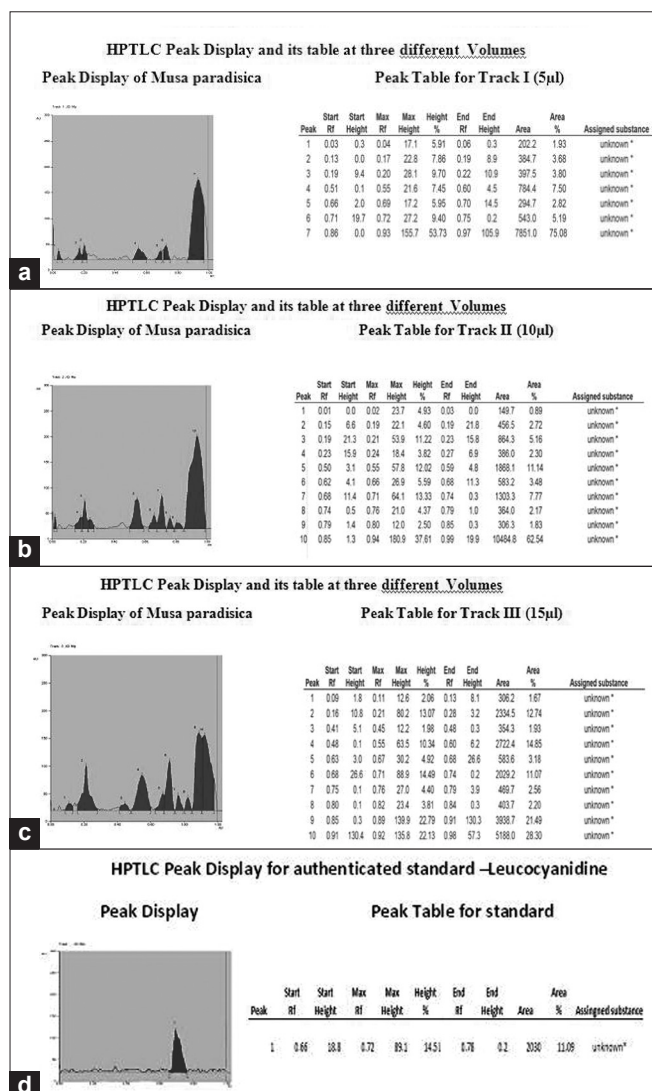 HPTLC Peak Display and its table at three different Volumes
Peak Display of Musa paradisica
Peak Table for Track I (5µl)
Start Start Max Max Height End End Area
Peak Rf Height Rf Height % Rf Height Area % Assigned substance
1 0.03 0.3 0.04 17.1 5.91 0.06 0.3 202.2 1.93 unknown *
2 0.13 0.0 0.17 22.8 7.86 0.19 8.9 384.7 3.68 unknown *
3 0.19 9.4 0.20 28.1 9.70 0.22 10.9 397.5 3.80 unknown *
4 0.51 0.1 0.55 21.6 7.45 0.60 4.5 784.4 7.50 unknown *
5 0.66 2.0 0.69 17.2 5.95 0.70 14.5 294.7 2.82 unknown *
6 0.71 19.7 0.72 27.2 9.40 0.75 0.2 543.0 5.19 unknown *
7 0.86 0.0 0.93 155.7 53.73 0.97 105.9 7851.0 75.08 unknown *
a
HPTLC Peak Display and its table at three different Volumes
Peak Display of Musa paradisica
Peak Table for Track II (10µl)
Start Start Max Max Height End End Area
Peak Rf Height Rf Height % Rf Height Area % Assigned substance
1 0.01 0.0 0.02 23.7 4.93 0.03 0.0 149.7 0.89 unknown *
2 0.15 6.6 0.19 22.1 4.60 0.19 21.8 456.5 2.72 unknown *
3 0.19 21.3 0.21 53.9 11.22 0.23 15.8 864.3 5.16 unknown *
4 0.23 15.9 0.24 18.4 3.82 0.27 6.9 386.0 2.30 unknown *
5 0.50 3.1 0.55 57.8 12.02 0.59 4.8 1868.1 11.14 unknown *
6 0.62 4.1 0.66 26.9 5.59 0.68 11.3 583.2 3.48 unknown *
7 0.68 11.4 0.71 64.1 13.33 0.74 0.3 1303.3 7.77 unknown *
8 0.74 0.5 0.76 21.0 4.37 0.79 1.0 364.0 2.17 unknown *
9 0.79 1.4 0.80 12.0 2.50 0.85 0.3 306.3 1.83 unknown *
10 0.85 1.3 0.94 180.9 37.61 0.99 19.9 10484.8 62.54 unknown *
b
HPTLC Peak Display and its table at three different Volumes
Peak Display of Musa paradisica
Peak Table for Track III (15µl)
Start Start Max Max Height End End Area
Peak Rf Height Rf Height % Rf Height Area % Assigned substance
1 0.09 1.8 0.11 12.6 2.06 0.13 8.1 306.2 1.67 unknown *
2 0.16 10.8 0.21 80.2 13.07 0.28 3.2 2334.5 12.74 unknown *
3 0.41 5.1 0.45 12.2 1.98 0.48 0.3 354.3 1.93 unknown *
4 0.48 0.1 0.55 63.5 10.34 0.60 6.2 2722.4 14.85 unknown *
5 0.63 3.0 0.67 30.2 4.92 0.68 26.6 583.6 3.18 unknown *
6 0.68 26.6 0.71 88.9 14.49 0.74 0.2 2029.2 11.07 unknown *
7 0.75 0.1 0.76 27.0 4.40 0.79 3.9 469.7 2.56 unknown *
8 0.80 0.1 0.82 23.4 3.81 0.84 0.3 403.7 2.20 unknown *
9 0.85 0.3 0.89 139.9 22.79 0.91 130.3 3938.7 21.49 unknown *
10 0.91 130.4 0.92 135.8 22.13 0.98 57.3 5188.0 28.30 unknown *
c
HPTLC Peak Display for authenticated standard –Leucocyanidine
Peak Display
Peak Table for standard
Start Start Max Max Height End End Area
Peak Rf Height Rf Height % Rf Height Area % Assingned substance
1 0.66 18.8 0.72 89.1 14.51 0.78 0.2 2030 11.09 unknown*
d